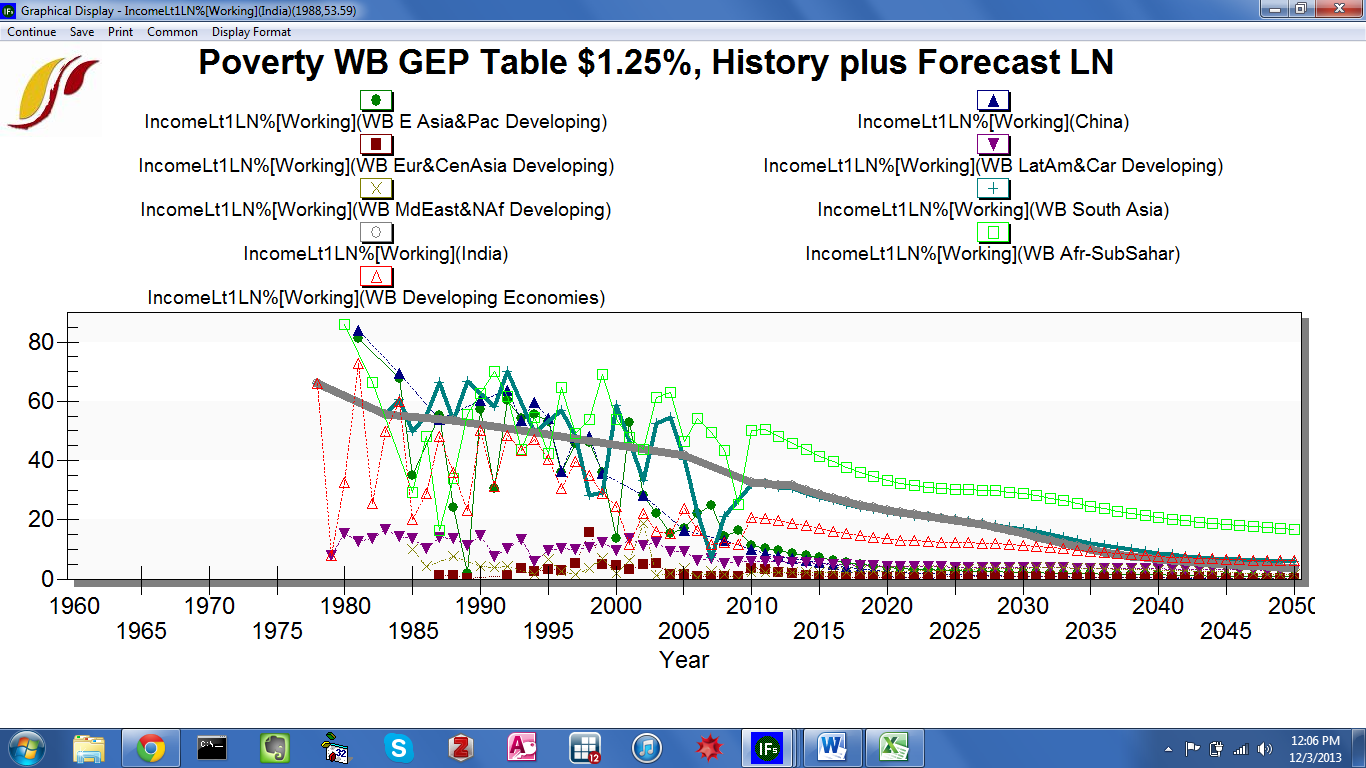 Graphical Display - IncomeLt1LN%[Working](India)(1988,53.59)
Continue Save Print Common Display Format
Poverty WB GEP Table $1.25%, History plus Forecast LN
IncomeLt1LN%[Working](WB E Asia&Pac Developing)
IncomeLt1LN%[Working](China)
IncomeLt1LN%[Working](WB Eur&CenAsia Developing)
IncomeLt1LN%[Working](WB LatAm&Car Developing)
IncomeLt1LN%[Working](WB MdEast&NAf Developing)
IncomeLt1LN%[Working](WB South Asia)
IncomeLt1LN%[Working](India)
IncomeLt1LN%[Working](WB Afr-SubSahar)
IncomeLt1LN%[Working](WB Developing Economies)
80
60
40
20
0
1960 1970 1980 1990 2000 2010 2020 2030 2040 2050
1965 1975 1985 1995 2005 2015 2025 2035 2045
Year
12:06 PM
12/3/2013